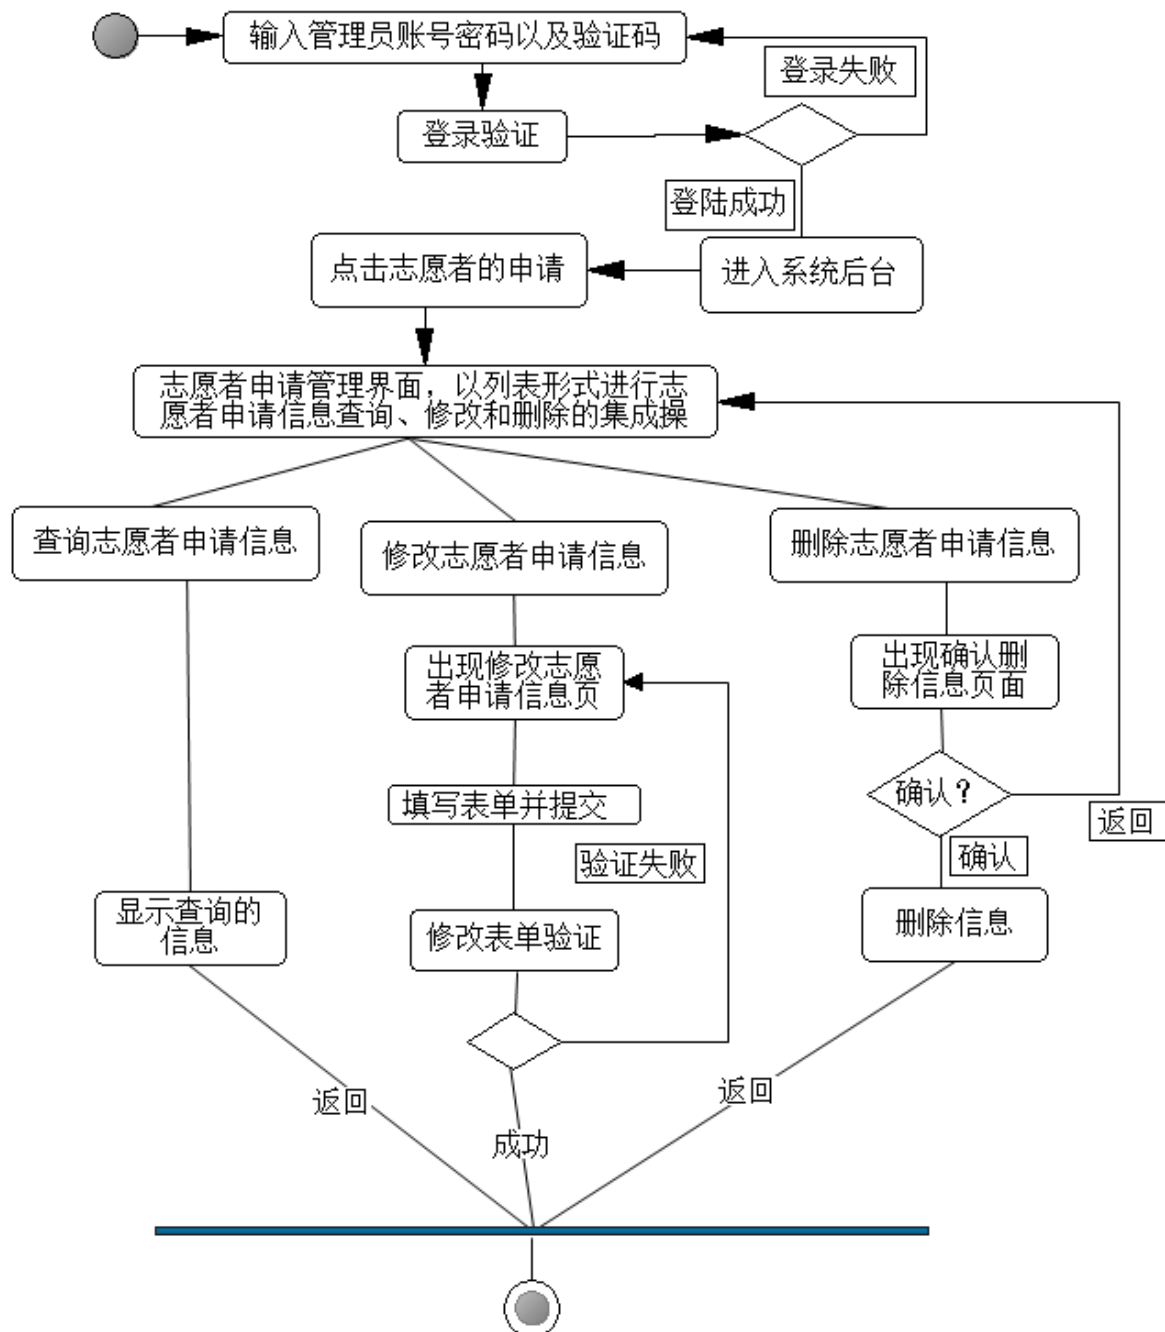 输入管理员账号密码以及验证码
登录失败
登录验证
登陆成功
点击志愿者的申请
进入系统后台
志愿者申请管理界面，以列表形式进行志
愿者申请信息查询、修改和删除的集成操
查询志愿者申请信息
修改志愿者申请信息
删除志愿者申请信息
出现修改志愿
者申请信息页
出现确认删
除信息页面
填写表单并提交
确认？
返回
验证失败
确认
显示查询的
信息
修改表单验证
删除信息
返回
成功
返回